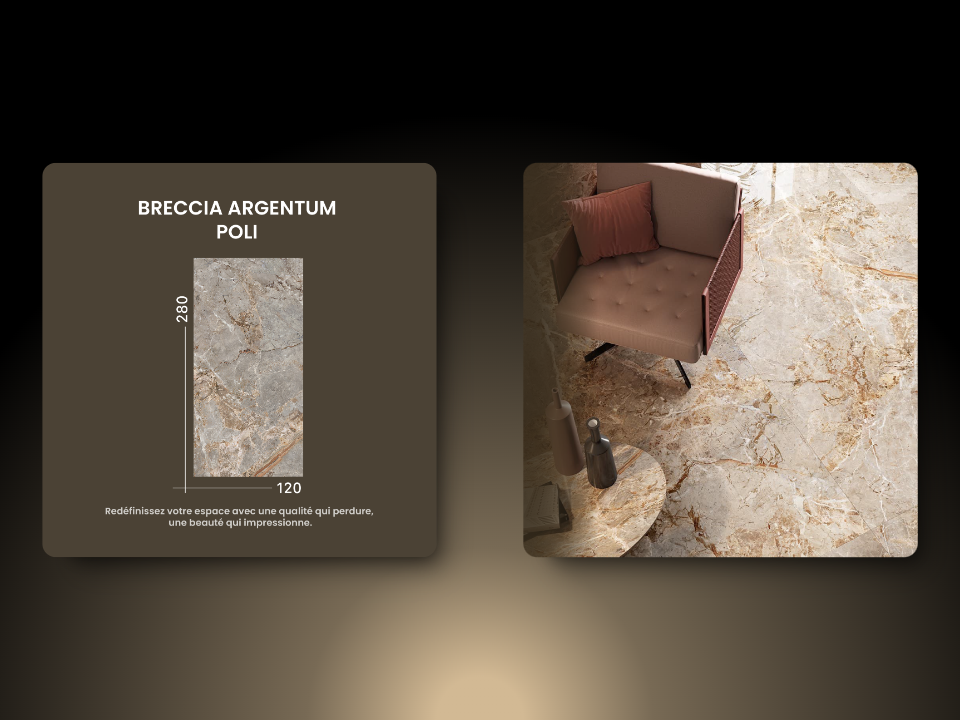 BRECCIA ARGENTUM
POLI
280
120
Redéfinissez votre espace avec une qualité qui perdure,
une beauté qui impressionne.